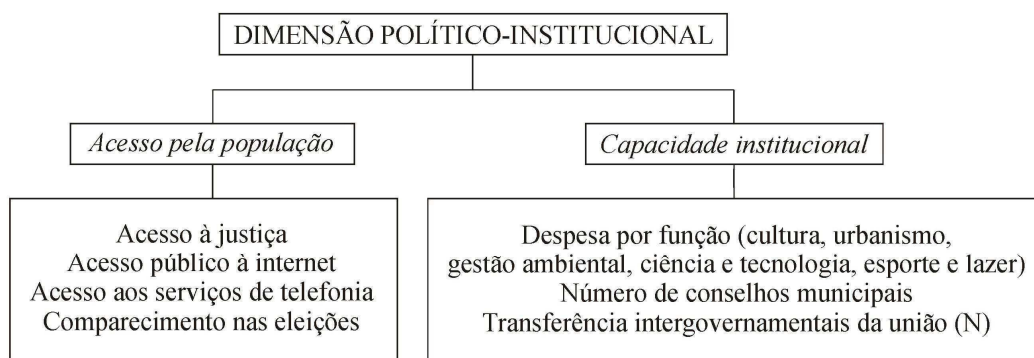 DIMENSÃO POLÍTICO-INSTITUCIONAL
Acesso pela população
Capacidade institucional
Acesso à justiça
Acesso público à internet
Acesso aos serviços de telefonia
Comparecimento nas eleições
Despesa por função (cultura, urbanismo,
gestão ambiental, ciência e tecnologia, esporte e lazer)
Número de conselhos municipais
Transferência intergovernamentais da união (N)